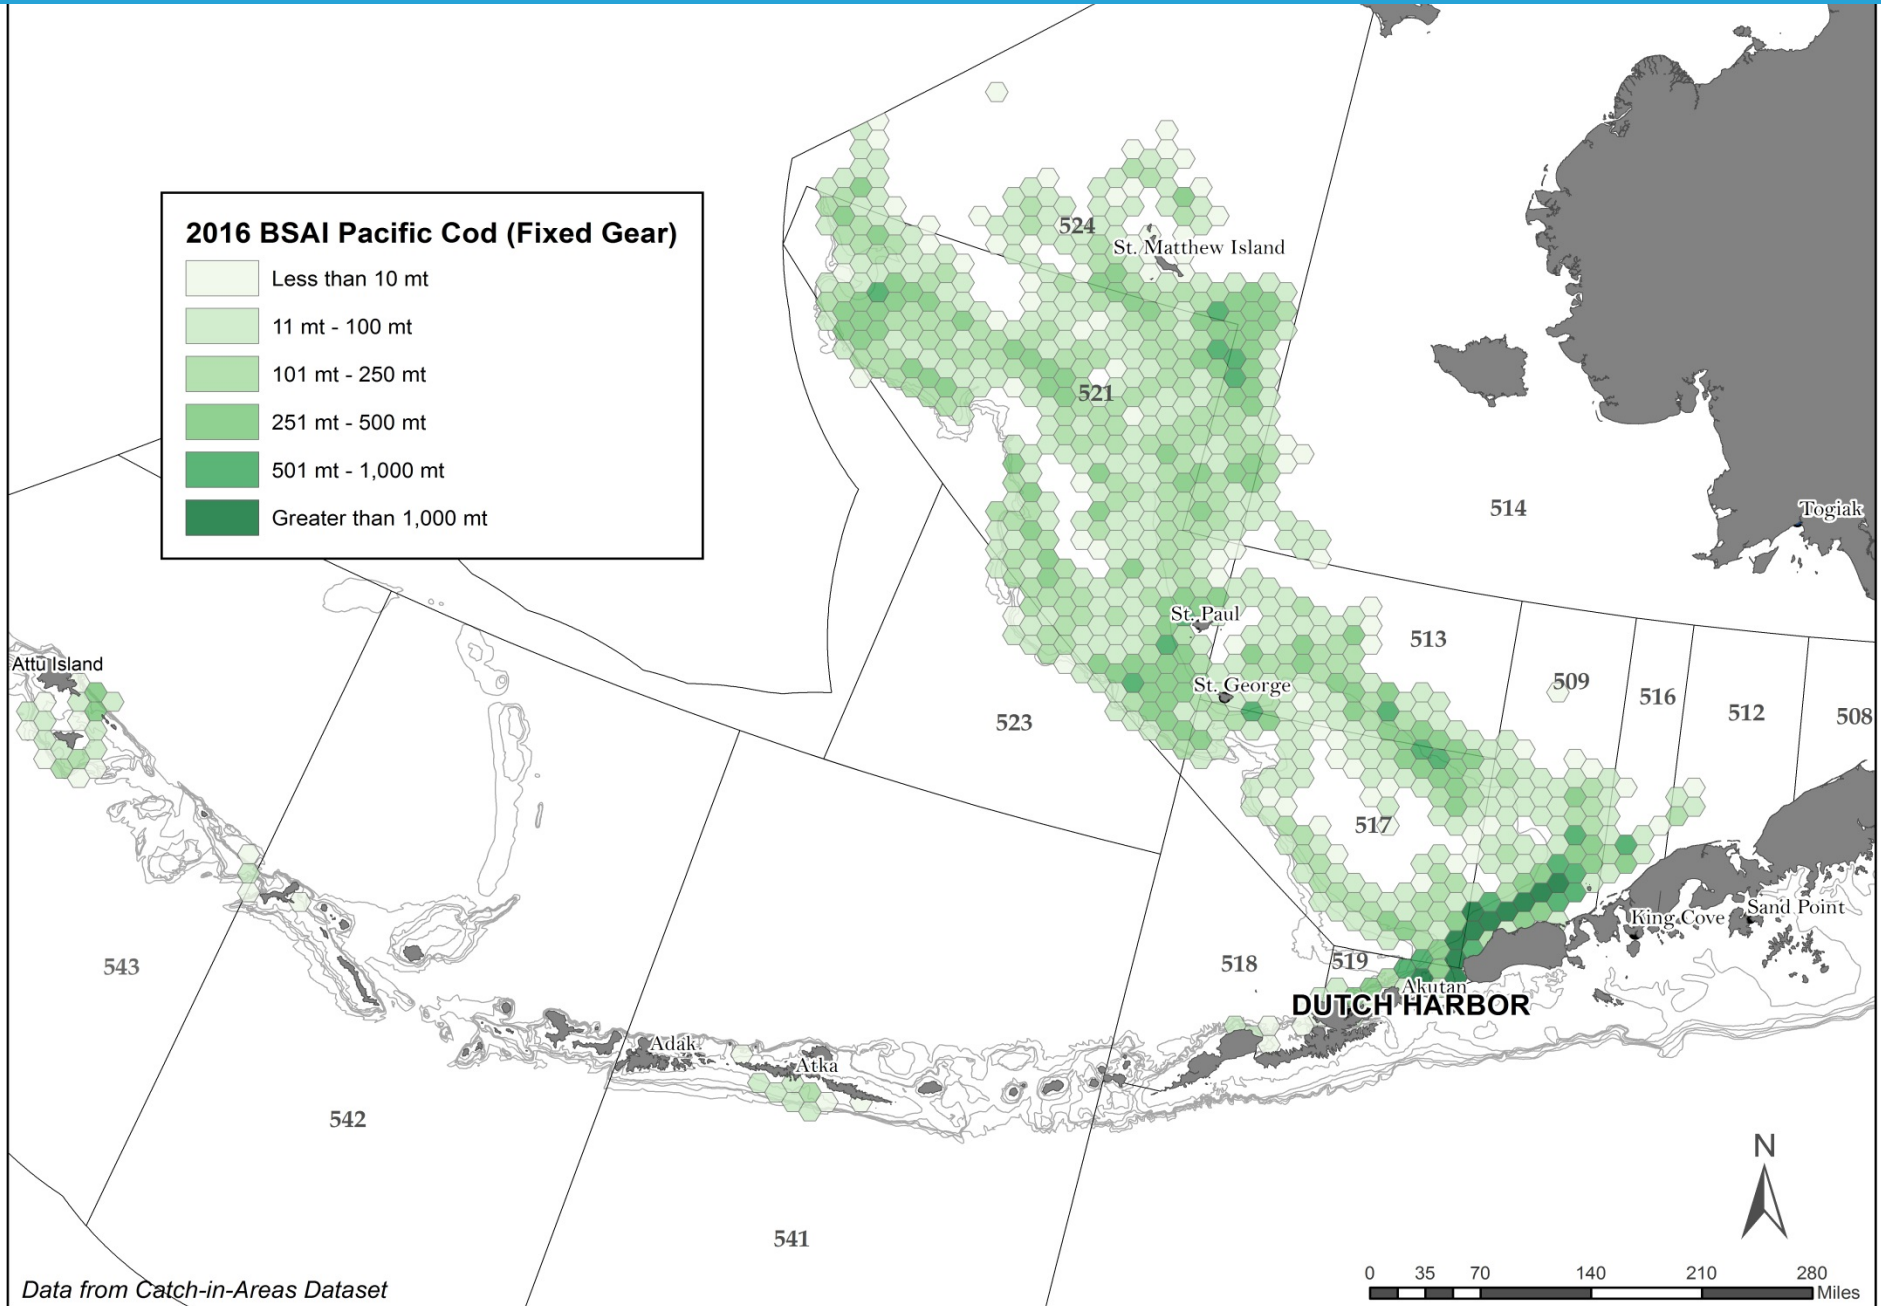 2016 BSAI Pacific Cod (Fixed Gear)
Less than 10 mt
11 mt - 100 mt
101 mt - 250 mt
251 mt - 500 mt
501 mt - 1,000 mt
Greater than 1,000 mt
524
St. Matthew Island
521
514
Togiak
St. Paul
513
Attu Island
St. George
509
516
512
508
523
517
King Cove
Sand Point
543
518
519
Akutan
DUTCH HARBOR
Adak
Atka
542
541
N
0 35 70 140 210 280
Miles
Data from Catch-in-Areas Dataset